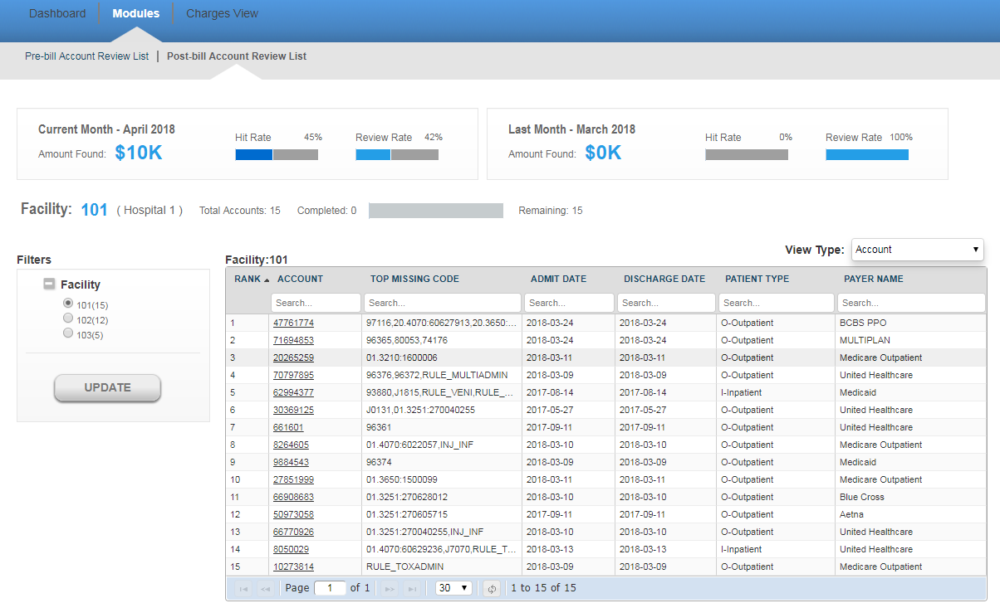 Dashboard Modules Charges View
Pre-bill Account Review List | Post-bill Account Review List
Current Month - April 2018
Hit Rate 45% Review Rate 42%
Amount Found: $10K
Last Month - March 2018
Hit Rate 0% Review Rate 100%
Amount Found: $0K
Facility: 101 ( Hospital 1 ) Total Accounts: 15 Completed: 0 Remaining: 15
View Type: Account
Filters
Facility
101(15)
102(12)
103(5)
UPDATE
Facility:101
RANK ACCOUNT TOP MISSING CODE ADMIT DATE DISCHARGE DATE PATIENT TYPE PAYER NAME
Search... Search... Search... Search... Search... Search...
1 47761774 97116,20.4070:60627913,20.3650:... 2018-03-24 2018-03-24 O-Outpatient BCBS PPO
2 71694853 96365,80053,74176 2018-03-24 2018-03-24 O-Outpatient MULTIPLAN
3 20265259 01.3210:1600006 2018-03-11 2018-03-11 O-Outpatient Medicare Outpatient
4 70797895 96376,96372,RULE_MULTIADMIN 2018-03-09 2018-03-09 O-Outpatient United Healthcare
5 62994377 93880,J1815,RULE_VENI,RULE_... 2017-08-14 2017-08-14 I-Inpatient Medicaid
6 30369125 J0131,01.3251:270040255 2017-05-27 2017-05-27 O-Outpatient United Healthcare
7 661601 96361 2017-09-11 2017-09-11 O-Outpatient United Healthcare
8 8264605 01.4070:6022057,INJ_INF 2018-03-10 2018-03-10 O-Outpatient Medicare Outpatient
9 9884543 96374 2018-03-09 2018-03-09 O-Outpatient Medicaid
10 27851999 01.3650:1500099 2018-03-11 2018-03-11 O-Outpatient Medicare Outpatient
11 66908683 01.3251:270628012 2018-03-10 2018-03-10 O-Outpatient Blue Cross
12 50973058 01.3251:270605715 2017-09-11 2017-09-11 O-Outpatient Aetna
13 66770926 01.3251:270040255,INJ_INF 2018-03-10 2018-03-10 O-Outpatient United Healthcare
14 8050029 01.4070:60629236,J7070,RULE_T... 2018-03-13 2018-03-13 I-Inpatient United Healthcare
15 10273814 RULE_TOXADMIN 2018-03-09 2018-03-09 O-Outpatient Medicare Outpatient
Page 1 of 1 30 1 to 15 of 15